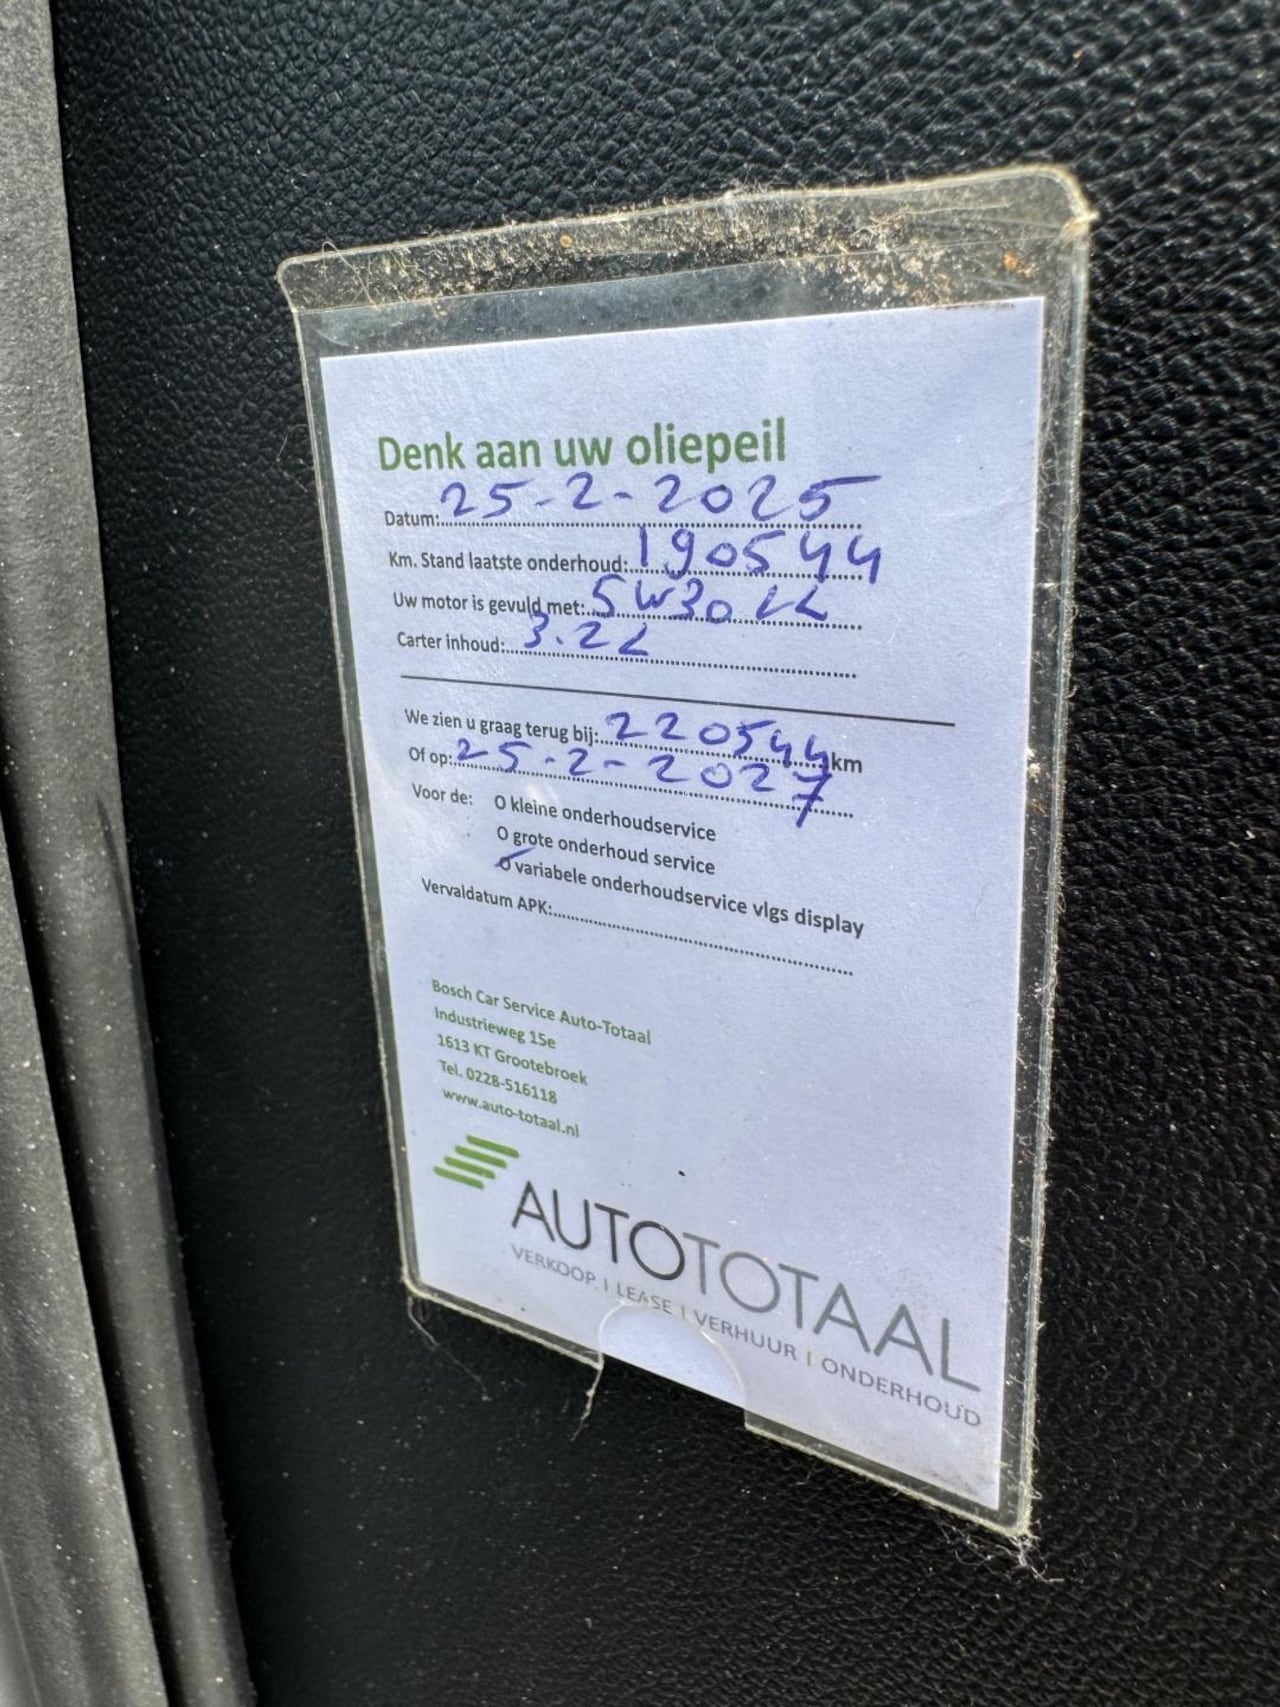 Denk aan uw oliepeil
Datum: 25-2-2025
Km. Stand laatste onderhoud: 190544
Uw motor is gevuld met: 5W30 LL
Carter inhoud: 3.2L
We zien u graag terug bij: 220544 km
Of op: 25-2-2027
Voor de: O kleine onderhoudservice
O grote onderhoud service
O variabele onderhoudservice vlgs display
Vervaldatum APK:
Bosch Car Service Auto-Totaal
Industrieweg 15e
1613 KT Grootebroek
Tel. 0228-516118
www.auto-totaal.nl
AUTOTOTAAL
VERKOOP | LEASE | VERHUUR | ONDERHOUD